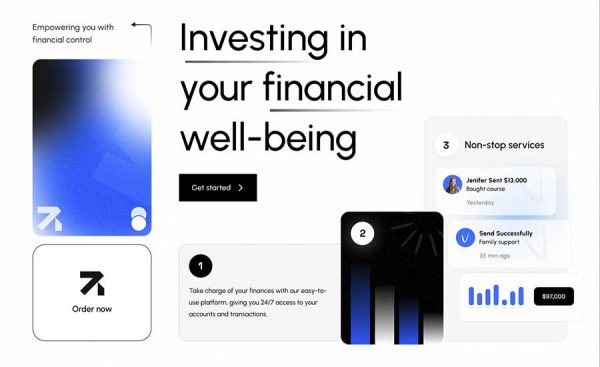 Empowering you with
financial control
Investing in
your financial
well-being
Get started
3
Non-stop services
Jenifer Sent $13,000
Bought course
Yesterday
Send Successfully
Family support
35 min ago
$97,000
2
1
Take charge of your finances with our easy-to-
use platform, giving you 24/7 access to your
accounts and transactions.
Order now